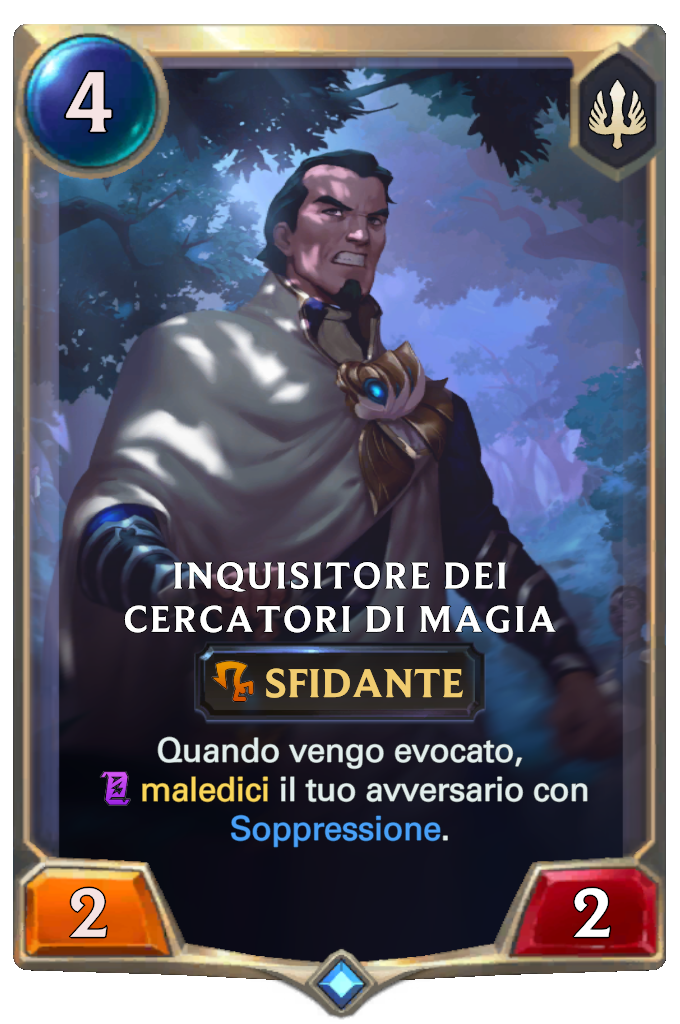 4
INQUISITORE DEI
CERCATORI DI MAGIA
SFIDANTE
Quando vengo evocato,
maledici il tuo avversario con
Soppressione.
2
2